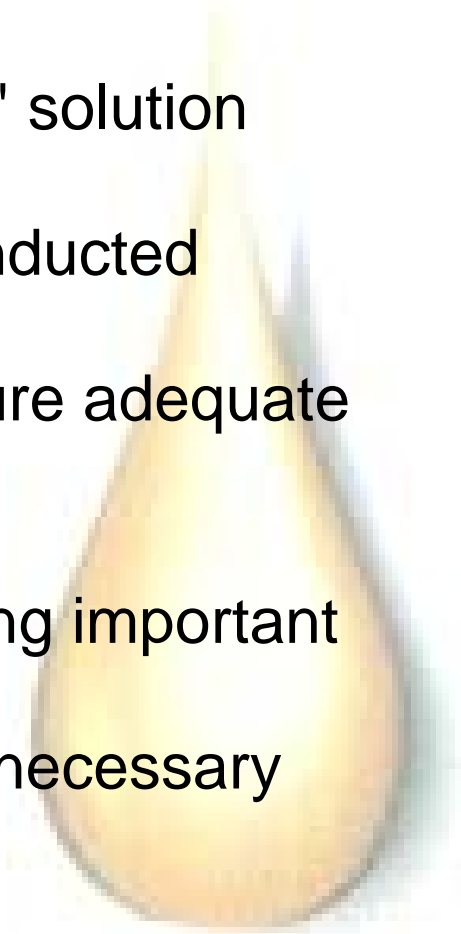 " solution
nducted
ure adequate
ng important
necessary